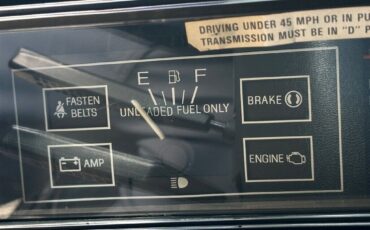 DRIVING UNDER 45 MPH OR IN PU
TRANSMISSION MUST BE IN "D" P
E F
FASTEN
BELTS
UNLEADED FUEL ONLY
BRAKE
AMP
ENGINE